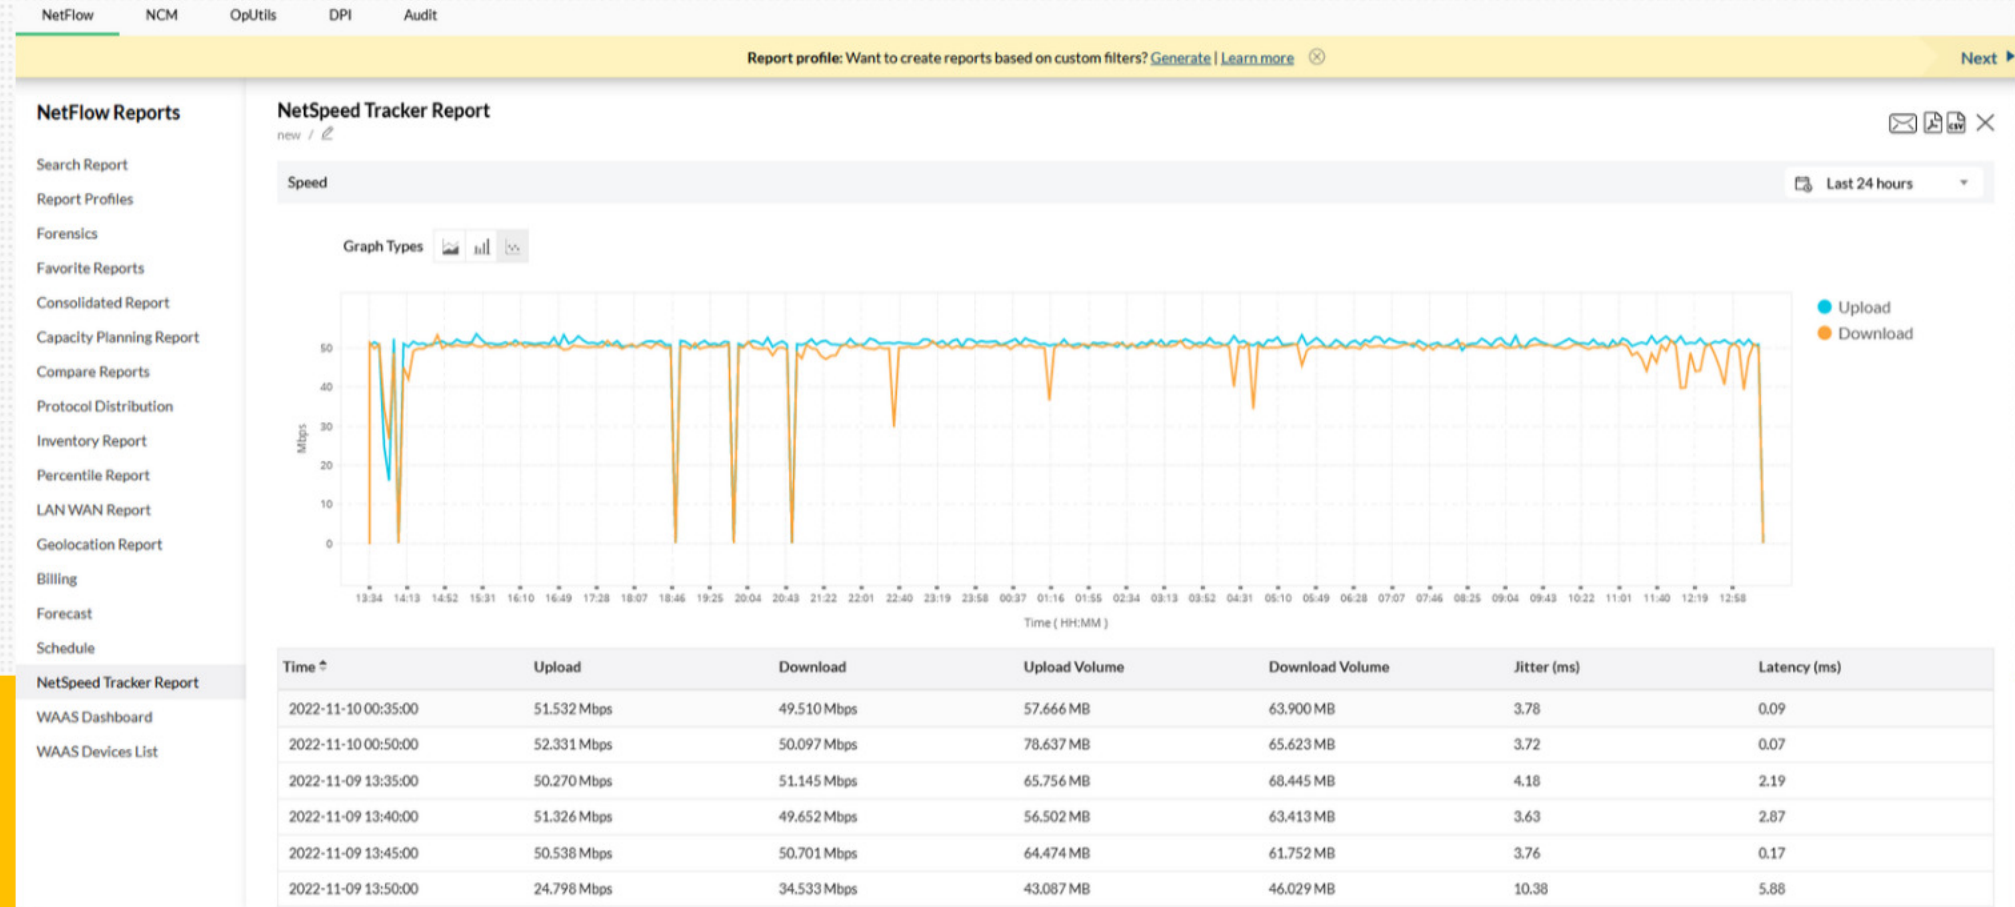 NetFlow NCM OpUtils DPI Audit
Report profile: Want to create reports based on custom filters? Generate | Learn more
Next
NetFlow Reports
Search Report
Report Profiles
Forensics
Favorite Reports
Consolidated Report
Capacity Planning Report
Compare Reports
Protocol Distribution
Inventory Report
Percentile Report
LAN WAN Report
Geolocation Report
Billing
Forecast
Schedule
NetSpeed Tracker Report
WAAS Dashboard
WAAS Devices List
NetSpeed Tracker Report
new /
CSV
Speed
Last 24 hours
Graph Types
Upload
Download
Mbps
50
40
30
20
10
0
13:34 14:13 14:52 15:31 16:10 16:49 17:28 18:07 18:46 19:25 20:04 20:43 21:22 22:01 22:40 23:19 23:58 00:37 01:16 01:55 02:34 03:13 03:52 04:31 05:10 05:49 06:28 07:07 07:46 08:25 09:04 09:43 10:22 11:01 11:40 12:19 12:58
Time ( HH:MM )
Time Upload Download Upload Volume Download Volume Jitter (ms) Latency (ms)
2022-11-10 00:35:00 51.532 Mbps 49.510 Mbps 57.666 MB 63.900 MB 3.78 0.09
2022-11-10 00:50:00 52.331 Mbps 50.097 Mbps 78.637 MB 65.623 MB 3.72 0.07
2022-11-09 13:35:00 50.270 Mbps 51.145 Mbps 65.756 MB 68.445 MB 4.18 2.19
2022-11-09 13:40:00 51.326 Mbps 49.652 Mbps 56.502 MB 63.413 MB 3.63 2.87
2022-11-09 13:45:00 50.538 Mbps 50.701 Mbps 64.474 MB 61.752 MB 3.76 0.17
2022-11-09 13:50:00 24.798 Mbps 34.533 Mbps 43.087 MB 46.029 MB 10.38 5.88